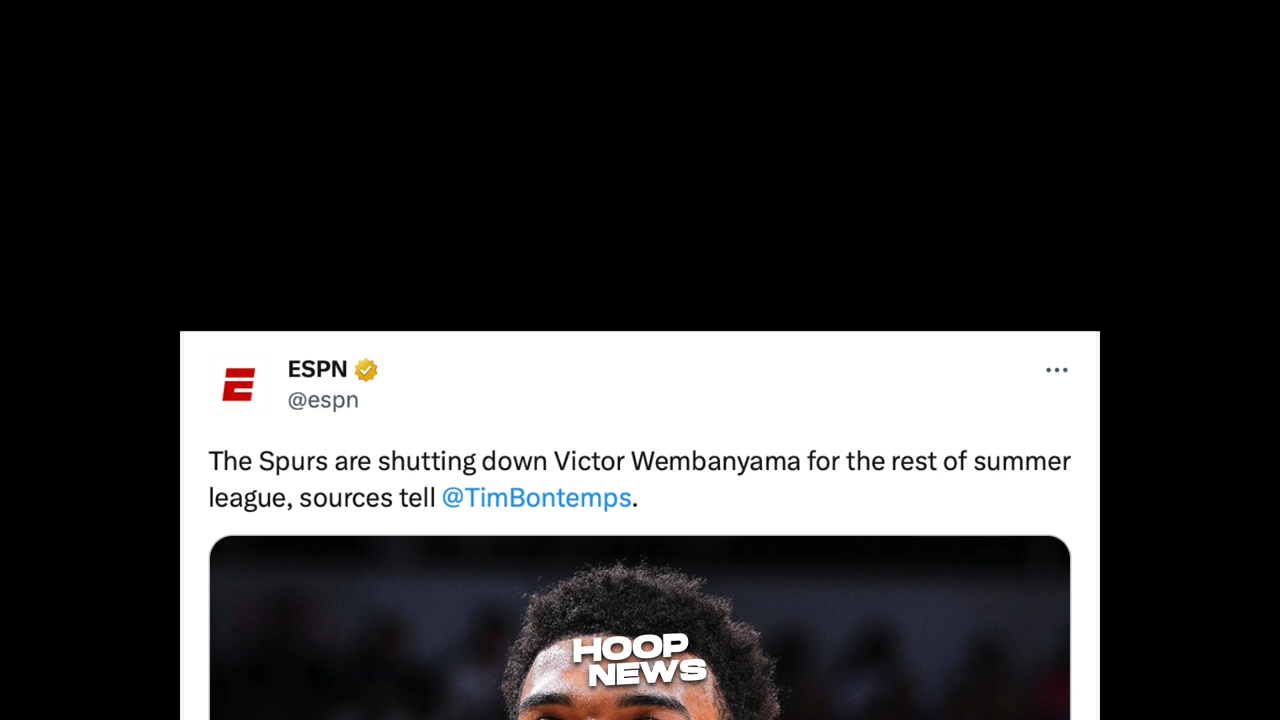 ESPN
@espn
The Spurs are shutting down Victor Wembanyama for the rest of summer
league, sources tell @TimBontemps.
HOOP
NEWS